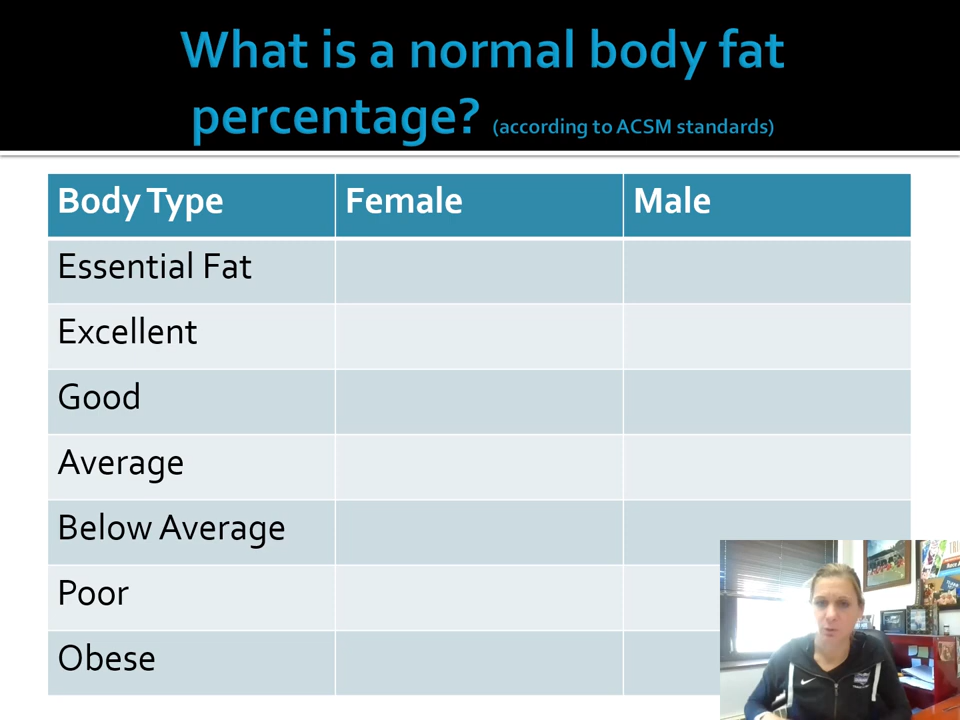 What is a normal body fat
percentage? (according to ACSM standards)
Body Type Female Male
Essential Fat
Excellent
Good
Average
Below Average
Poor
Obese